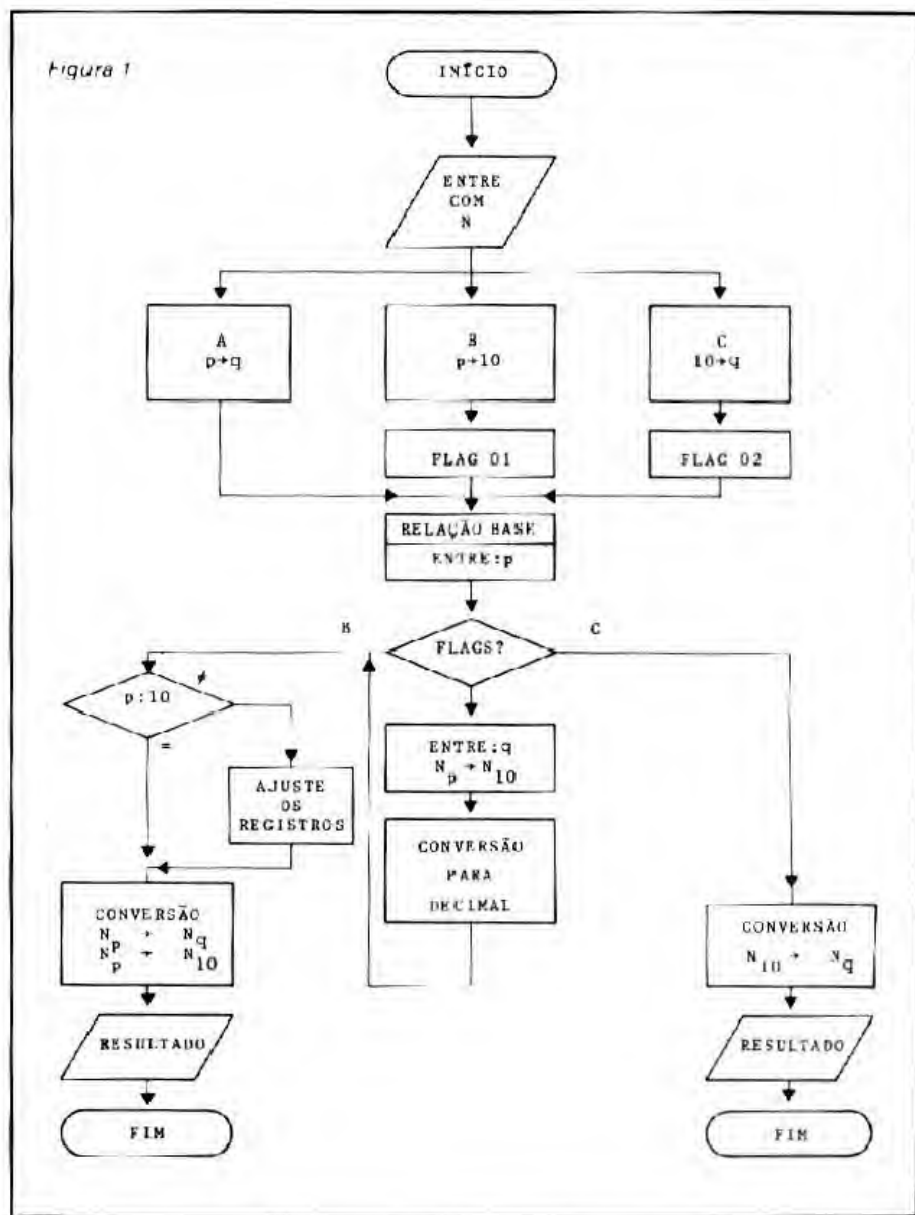 Figura 1
INÍCIO
ENTRE
COM
N
A
p→q
B
p→10
C
10→q
FLAG 01
FLAG 02
RELAÇÃO BASE
ENTRE:p
B
FLAGS?
C
p:10
≠
=
ENTRE:q
Np → N10
AJUSTE
OS
REGISTROS
CONVERSÃO
PARA
DECIMAL
CONVERSÃO
Np → Nq
Np → N10
CONVERSÃO
N10 → Nq
RESULTADO
RESULTADO
FIM
FIM